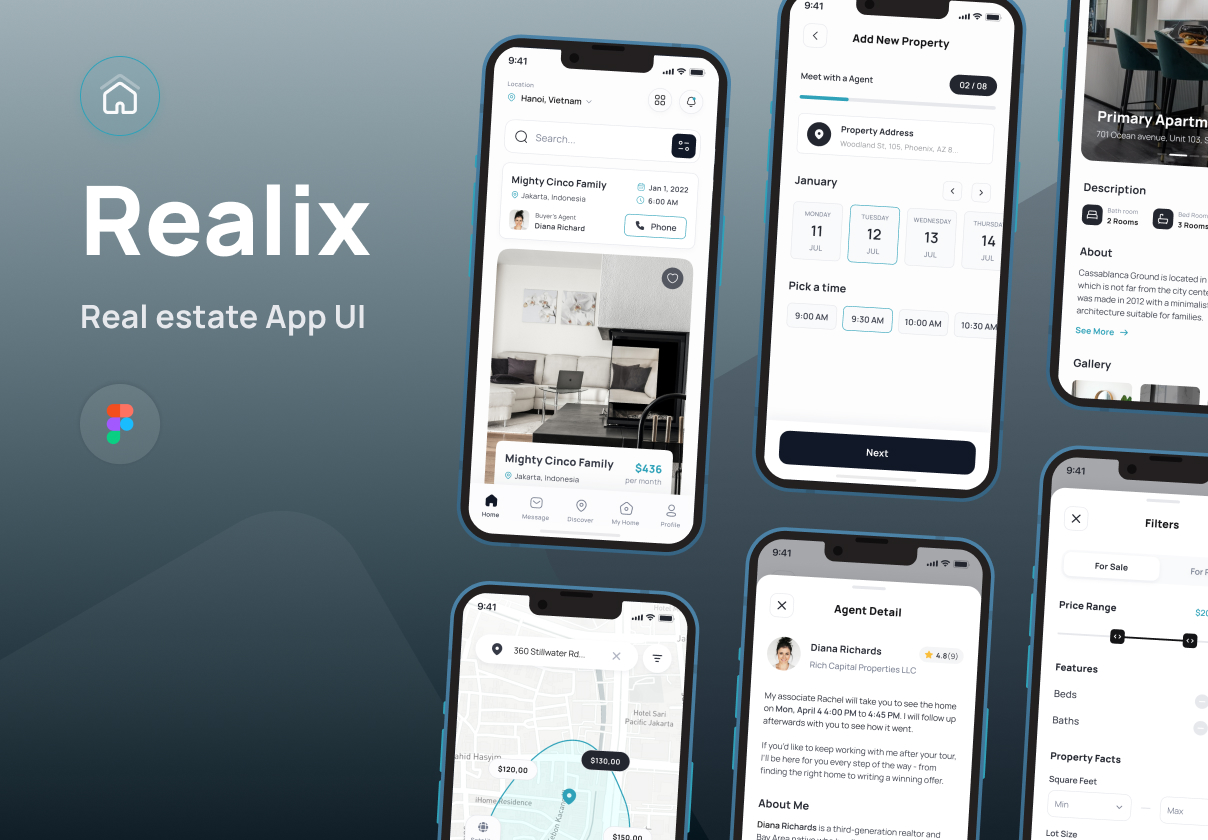 Realix
Real estate App UI
9:41
Location
Hanoi, Vietnam
Search...
Mighty Cinco Family
Jakarta, Indonesia
Jan 1, 2022
6:00 AM
Buyer's Agent
Diana Richard
Phone
Mighty Cinco Family
Jakarta, Indonesia
$436
per month
Home
Message
Discover
My Home
Profile
9:41
Add New Property
Meet with a Agent
02 / 08
Property Address
Woodland St, 105, Phoenix, AZ 8...
January
MONDAY
11
JUL
TUESDAY
12
JUL
WEDNESDAY
13
JUL
THURSDA
14
JUL
Pick a time
9:00 AM
9:30 AM
10:00 AM
10:30 AM
Next
Primary Apartm
701 Ocean avenue, Unit 103, S
Description
Bath room
2 Rooms
Bed Room
3 Rooms
About
Cassablanca Ground is located in
which is not far from the city cente
was made in 2012 with a minimalist
architecture suitable for families.
See More
Gallery
9:41
360 Stillwater Rd...
Hotel Sari
Pacific Jakarta
ahid Hasyim
$120,00
$130,00
iHome Residence
$150,00
9:41
Agent Detail
Diana Richards
Rich Capital Properties LLC
4.8(9)
My associate Rachel will take you to see the home
on Mon, April 4 4:00 PM to 4:45 PM. I will follow up
afterwards with you to see how it went.
If you'd like to keep working with me after your tour,
I'll be here for you every step of the way - from
finding the right home to writing a winning offer.
About Me
Diana Richards is a third-generation realtor and
9:41
Filters
For Sale
For R
Price Range
$20
Features
Beds
Baths
Property Facts
Square Feet
Min
Max
Lot Size